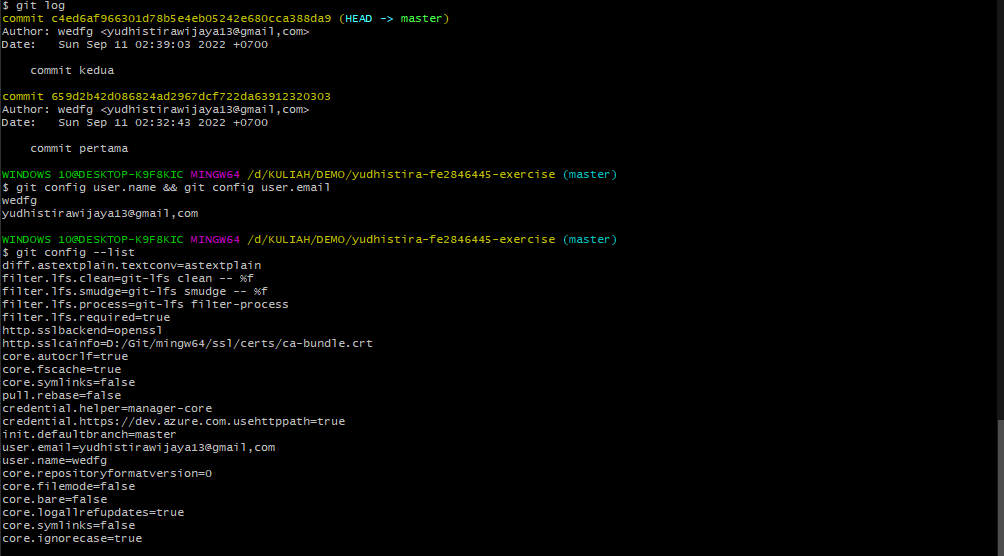 $ git log
commit c4ed6af966301d78b5e4eb05242e680cca388da9 (HEAD -> master)
Author: wedfg <yudhistirawijaya13@gmail,com>
Date:   Sun Sep 11 02:39:03 2022 +0700
    commit kedua
commit 659d2b42d086824ad2967dcf722da63912320303
Author: wedfg <yudhistirawijaya13@gmail,com>
Date:   Sun Sep 11 02:32:43 2022 +0700
    commit pertama
WINDOWS 10@DESKTOP-K9F8KIC MINGW64 /d/KULIAH/DEMO/yudhistira-fe2846445-exercise (master)
$ git config user.name && git config user.email
wedfg
yudhistirawijaya13@gmail,com
WINDOWS 10@DESKTOP-K9F8KIC MINGW64 /d/KULIAH/DEMO/yudhistira-fe2846445-exercise (master)
$ git config --list
diff.astextplain.textconv=astextplain
filter.lfs.clean=git-lfs clean -- %f
filter.lfs.smudge=git-lfs smudge -- %f
filter.lfs.process=git-lfs filter-process
filter.lfs.required=true
http.sslbackend=openssl
http.sslcainfo=D:/Git/mingw64/ssl/certs/ca-bundle.crt
core.autocrlf=true
core.fscache=true
core.symlinks=false
pull.rebase=false
credential.helper=manager-core
credential.https://dev.azure.com.usehttppath=true
init.defaultbranch=master
user.email=yudhistirawijaya13@gmail,com
user.name=wedfg
core.repositoryformatversion=0
core.filemode=false
core.bare=false
core.logallrefupdates=true
core.symlinks=false
core.ignorecase=true